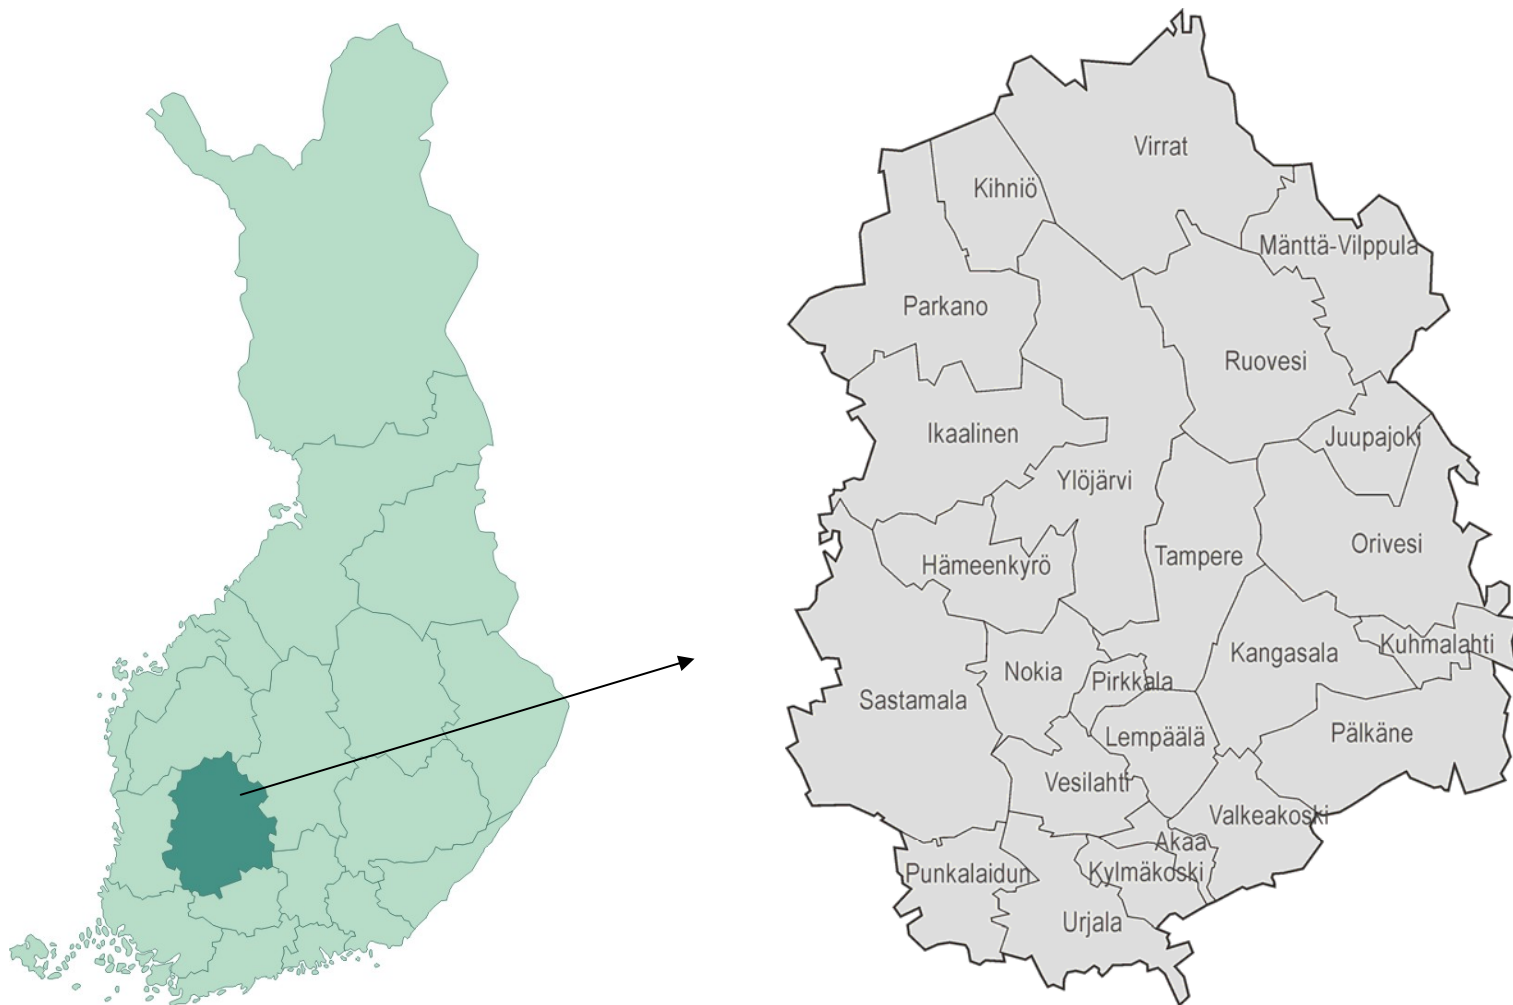 Virrat
Kihniö
Mänttä-Vilppula
Parkano
Ruovesi
Ikaalinen
Juupajoki
Ylöjärvi
Orivesi
Tampere
Hämeenkyrö
Kuhmalahti
Kangasala
Nokia
Pirkkala
Sastamala
Pälkäne
Lempäälä
Vesilahti
Valkeakoski
Akaa
Punkalaidun
Kylmäkoski
Urjala